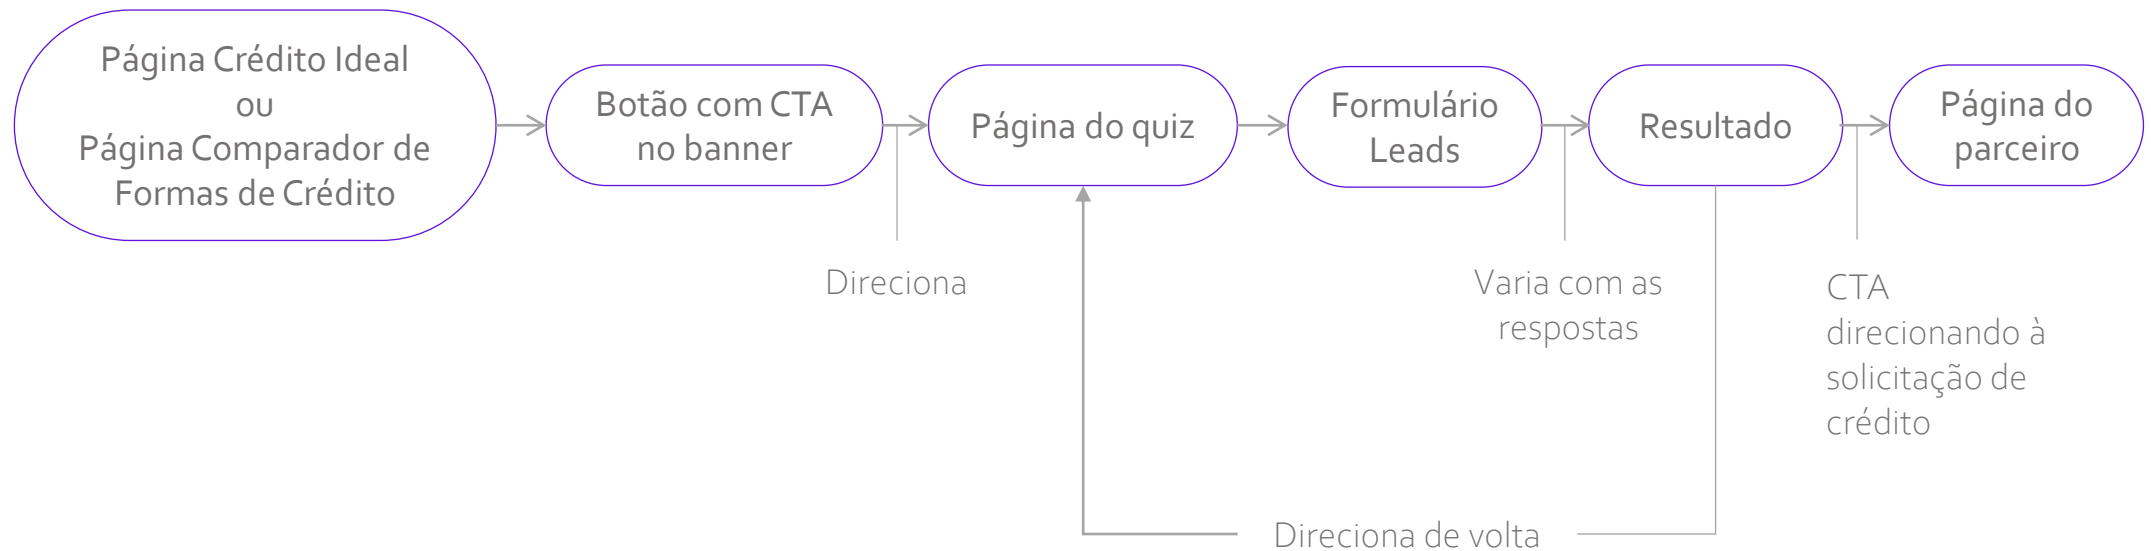 Página Crédito Ideal
ou
Página Comparador de
Formas de Crédito
Botão com CTA
no banner
Página do quiz
Formulário
Leads
Resultado
Página do
parceiro
Direciona
Varia com as
respostas
CTA
direcionando à
solicitação de
crédito
Direciona de volta